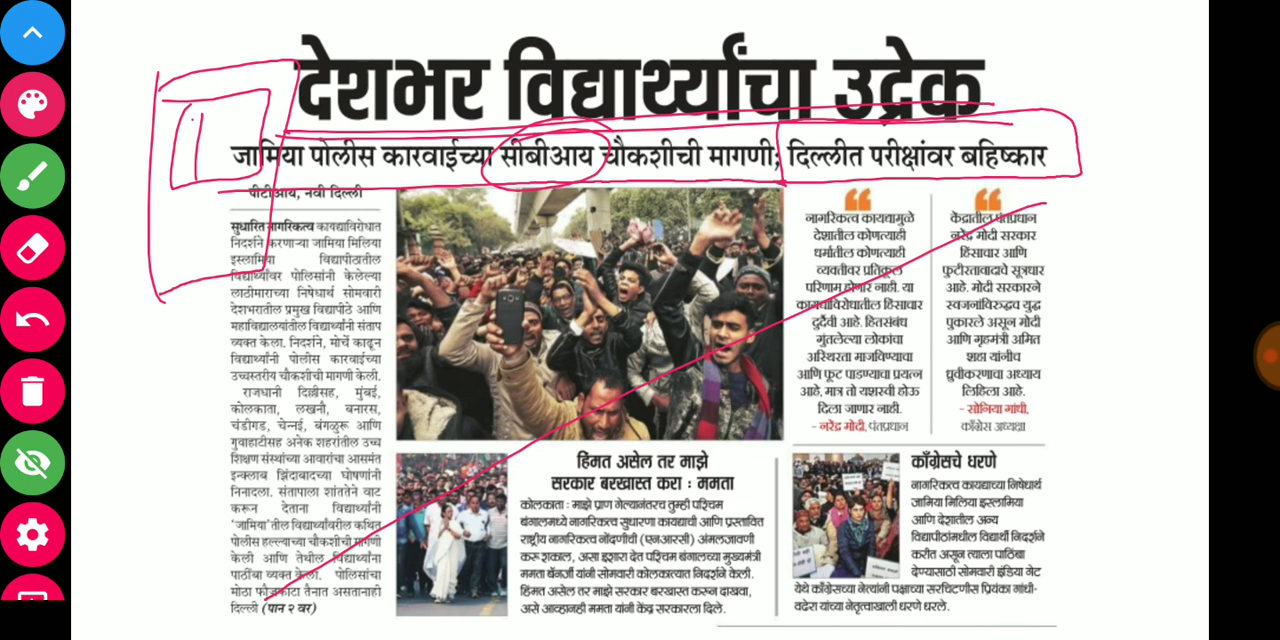 देशभर विद्यार्थ्यांचा उद्रेक
जामिया पोलीस कारवाईच्या सीबीआय चौकशीची मागणी; दिल्लीत परीक्षांवर बहिष्कार
पीटीआय, नवी दिल्ली
सुधारित नागरिकत्व कायद्याविरोधात
निदर्शने करणाऱ्या जामिया मिलिया
इस्लामिया विद्यापीठातील
विद्यार्थ्यांवर पोलिसांनी केलेल्या
लाठीमाराच्या निषेधार्थ सोमवारी
देशभरातील प्रमुख विद्यापीठे आणि
महाविद्यालयांतील विद्यार्थ्यांनी संताप
व्यक्त केला. निदर्शने, मोर्चे काढून
विद्यार्थ्यांनी पोलीस कारवाईच्या
उच्चस्तरीय चौकशीची मागणी केली.
राजधानी दिल्लीसह, मुंबई,
कोलकाता, लखनौ, बनारस,
चंडीगड, चेन्नई, बंगळुरू आणि
गुवाहाटीसह अनेक शहरांतील उच्च
शिक्षण संस्थांच्या आवारांचा आसमंत
इन्क्लाब झिंदाबादच्या घोषणांनी
निनादला. संतापाला शांततेने वाट
करून देताना विद्यार्थ्यांनी
'जामिया'तील विद्यार्थ्यांवरील कथित
पोलीस हल्ल्याच्या चौकशीची मागणी
केली आणि तेथील विद्यार्थ्यांना
पाठींबा व्यक्त केला. पोलिसांचा
मोठा फौजफाटा तैनात असतानाही
दिल्ली (पान २ वर)
नागरिकत्व कायद्यामुळे
देशातील कोणत्याही
धर्मातील कोणत्याही
व्यक्तीवर प्रतिकूल
परिणाम होणार नाही. या
कायद्याविरोधातील हिंसाचार
दुर्दैवी आहे. हितसंबंध
गुंतलेल्या लोकांचा
अस्थिरता माजविण्याचा
आणि फूट पाडण्याचा प्रयत्न
आहे, मात्र तो यशस्वी होऊ
दिला जाणार नाही.
- नरेंद्र मोदी, पंतप्रधान
केंद्रातील पंतप्रधान
नरेंद्र मोदी सरकार
हिंसाचार आणि
फुटीरतावादाचे सूत्रधार
आहे. मोदी सरकारने
स्वजनांविरुद्धच युद्ध
पुकारले असून मोदी
आणि गृहमंत्री अमित
शहा यांनीच
ध्रुवीकरणाचा अध्याय
लिहिला आहे.
- सोनिया गांधी,
काँग्रेस अध्यक्षा
हिंमत असेल तर माझे
सरकार बरखास्त करा : ममता
कोलकाता : माझे प्राण गेल्यानंतरच तुम्ही पश्चिम
बंगालमध्ये नागरिकत्व सुधारणा कायद्याची आणि प्रस्तावित
राष्ट्रीय नागरिकत्व नोंदणीची (एनआरसी) अंमलजावणी
करू शकाल, असा इशारा देत पश्चिम बंगालच्या मुख्यमंत्री
ममता बॅनर्जी यांनी सोमवारी कोलकात्यात निदर्शने केली.
हिंमत असेल तर माझे सरकार बरखास्त करून दाखवा,
असे आव्हानही ममता यांनी केंद्र सरकारला दिले.
काँग्रेसचे धरणे
नागरिकत्व कायद्याच्या निषेधार्थ
जामिया मिलिया इस्लामिया
आणि देशातील अन्य
विद्यापीठांमधील विद्यार्थी निदर्शने
करीत असून त्याला पाठिंबा
देण्यासाठी सोमवारी इंडिया गेट
येथे काँग्रेसच्या नेत्यांनी पक्षाच्या सरचिटणीस प्रियंका गांधी-
वढेरा यांच्या नेतृत्वाखाली धरणे धरले.